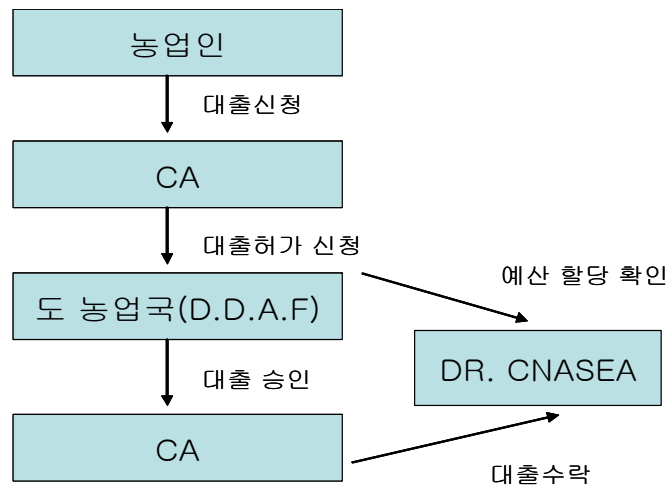 농업인
대출신청
CA
대출허가 신청
예산 할당 확인
도 농업국(D.D.A.F)
DR. CNASEA
대출 승인
CA
대출수락